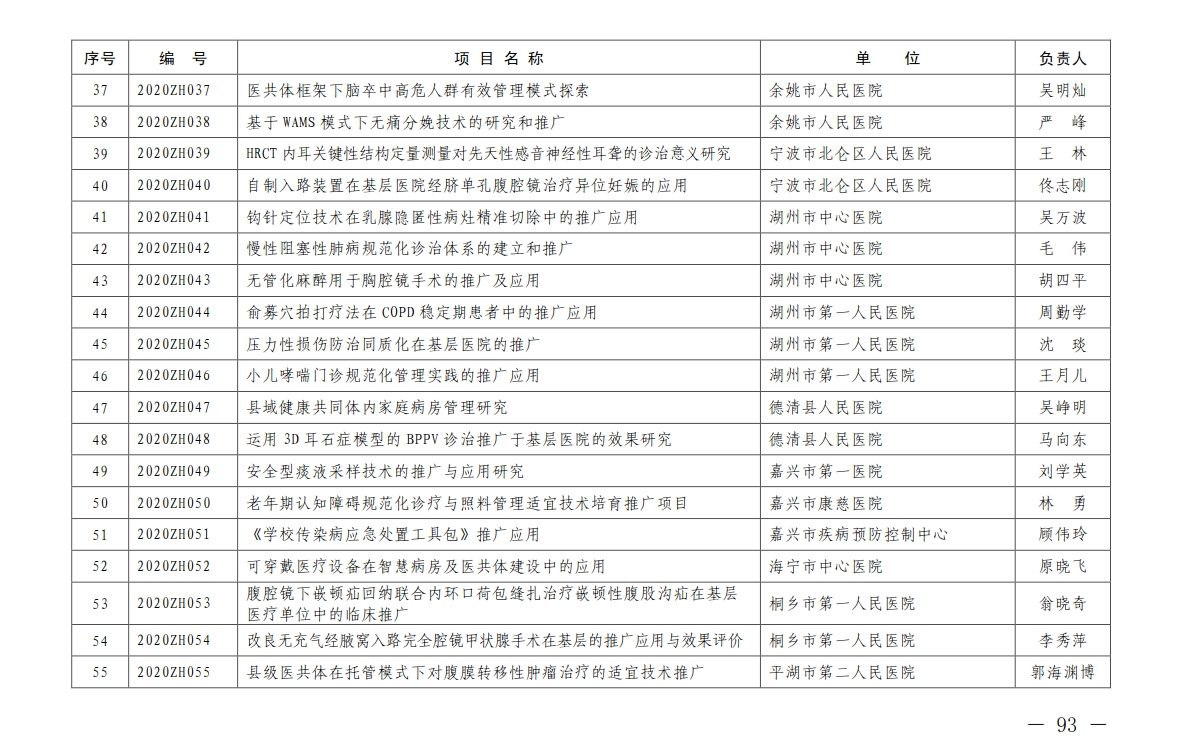 序号 编 号 项 目 名 称 单 位 负责人
37 2020ZH037 医共体框架下脑卒中高危人群有效管理模式探索 余姚市人民医院 吴明灿
38 2020ZH038 基于 WAMS 模式下无痛分娩技术的研究和推广 余姚市人民医院 严 峰
39 2020ZH039 HRCT 内耳关键性结构定量测量对先天性感音神经性耳聋的诊治意义研究 宁波市北仑区人民医院 王 林
40 2020ZH040 自制入路装置在基层医院经脐单孔腹腔镜治疗异位妊娠的应用 宁波市北仑区人民医院 佟志刚
41 2020ZH041 钩针定位技术在乳腺隐匿性病灶精准切除中的推广应用 湖州市中心医院 吴万波
42 2020ZH042 慢性阻塞性肺病规范化诊治体系的建立和推广 湖州市中心医院 毛 伟
43 2020ZH043 无管化麻醉用于胸腔镜手术的推广及应用 湖州市中心医院 胡四平
44 2020ZH044 俞募穴拍打疗法在 COPD 稳定期患者中的推广应用 湖州市第一人民医院 周勤学
45 2020ZH045 压力性损伤防治同质化在基层医院的推广 湖州市第一人民医院 沈 琰
46 2020ZH046 小儿哮喘门诊规范化管理实践的推广应用 湖州市第一人民医院 王月儿
47 2020ZH047 县域健康共同体内家庭病房管理研究 德清县人民医院 吴峥明
48 2020ZH048 运用 3D 耳石症模型的 BPPV 诊治推广于基层医院的效果研究 德清县人民医院 马向东
49 2020ZH049 安全型痰液采样技术的推广与应用研究 嘉兴市第一医院 刘学英
50 2020ZH050 老年期认知障碍规范化诊疗与照料管理适宜技术培育推广项目 嘉兴市康慈医院 林 勇
51 2020ZH051 《学校传染病应急处置工具包》推广应用 嘉兴市疾病预防控制中心 顾伟玲
52 2020ZH052 可穿戴医疗设备在智慧病房及医共体建设中的应用 海宁市中心医院 原晓飞
53 2020ZH053 腹腔镜下嵌顿疝回纳联合内环口荷包缝扎治疗嵌顿性腹股沟疝在基层 桐乡市第一人民医院 翁晓奇
医疗单位中的临床推广
54 2020ZH054 改良无充气经腋窝入路完全腔镜甲状腺手术在基层的推广应用与效果评价 桐乡市第一人民医院 李秀萍
55 2020ZH055 县级医共体在托管模式下对腹膜转移性肿瘤治疗的适宜技术推广 平湖市第二人民医院 郭海渊博
— 93 —